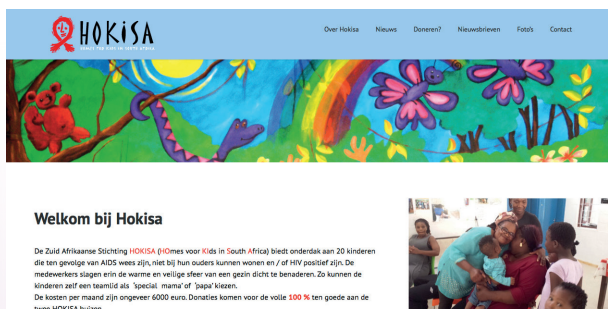 HOKiSA
HOMES FOR KIDS IN SOUTH AFRICA
Over Hokisa Nieuws Doneren? Nieuwsbrieven Foto's Contact
Welkom bij Hokisa
De Zuid Afrikaanse Stichting HOKISA (HOmes voor KIds in South Africa) biedt onderdak aan 20 kinderen
die ten gevolge van AIDS wees zijn, niet bij hun ouders kunnen wonen en / of HIV positief zijn. De
medewerkers slagen erin de warme en veilige sfeer van een gezin dicht te benaderen. Zo kunnen de
kinderen zelf een teamlid als 'special mama' of 'papa' kiezen.
De kosten per maand zijn ongeveer 6000 euro. Donaties komen voor de volle 100 % ten goede aan de
twee HOKISA huizen